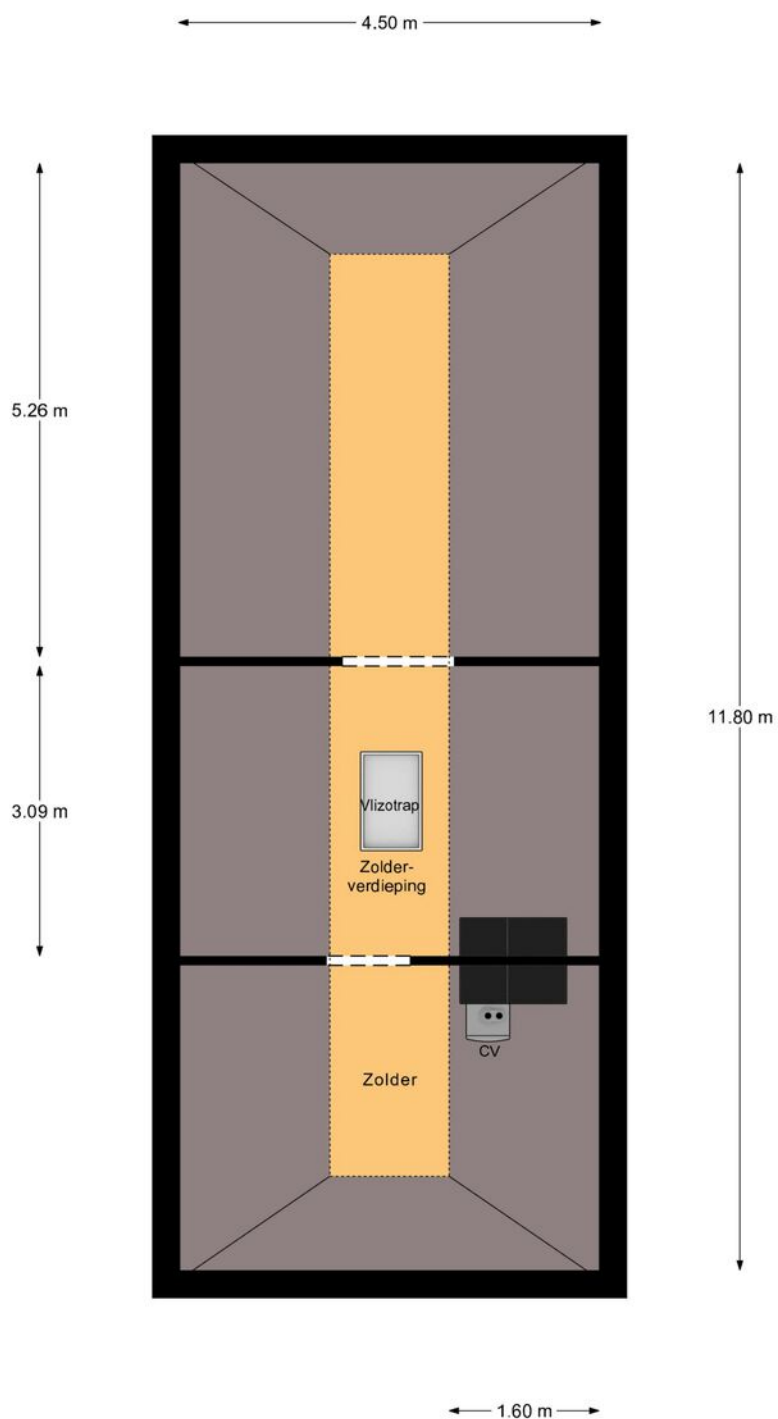 4.50 m
5.26 m
11.80 m
3.09 m
Vlizotrap
Zolder-
verdieping
CV
Zolder
1.60 m